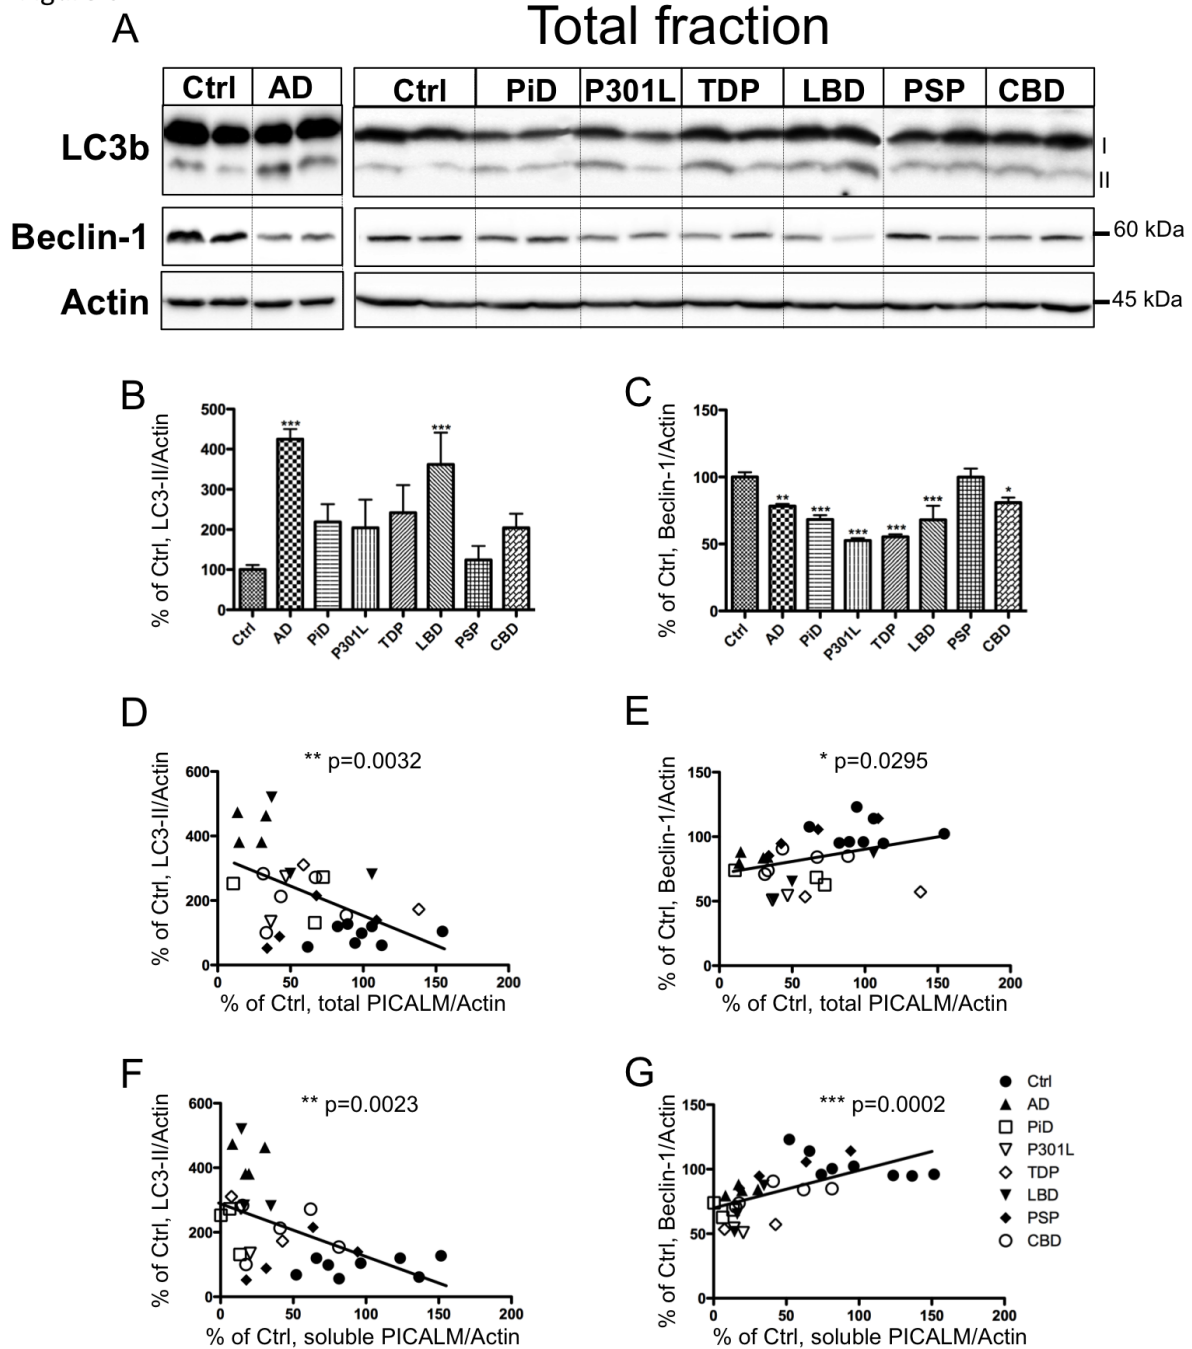 A
Total fraction
Ctrl AD Ctrl PiD P301L TDP LBD PSP CBD
LC3b
I
II
Beclin-1
60 kDa
Actin
45 kDa
B
% of Ctrl, LC3-II/Actin
500
400
300
200
100
0
*** ***
Ctrl AD PiD P301L TDP LBD PSP CBD
C
% of Ctrl, Beclin-1/Actin
150
100
50
0
** *** *** *** *** *
Ctrl AD PiD P301L TDP LBD PSP CBD
D
** p=0.0032
% of Ctrl, LC3-II/Actin
600
400
200
0
0 50 100 150 200
% of Ctrl, total PICALM/Actin
E
* p=0.0295
% of Ctrl, Beclin-1/Actin
150
100
50
0
0 50 100 150 200
% of Ctrl, total PICALM/Actin
F
** p=0.0023
% of Ctrl, LC3-II/Actin
600
400
200
0
0 50 100 150 200
% of Ctrl, soluble PICALM/Actin
G
*** p=0.0002
% of Ctrl, Beclin-1/Actin
150
100
50
0
0 50 100 150 200
% of Ctrl, soluble PICALM/Actin
Ctrl
AD
PiD
P301L
TDP
LBD
PSP
CBD